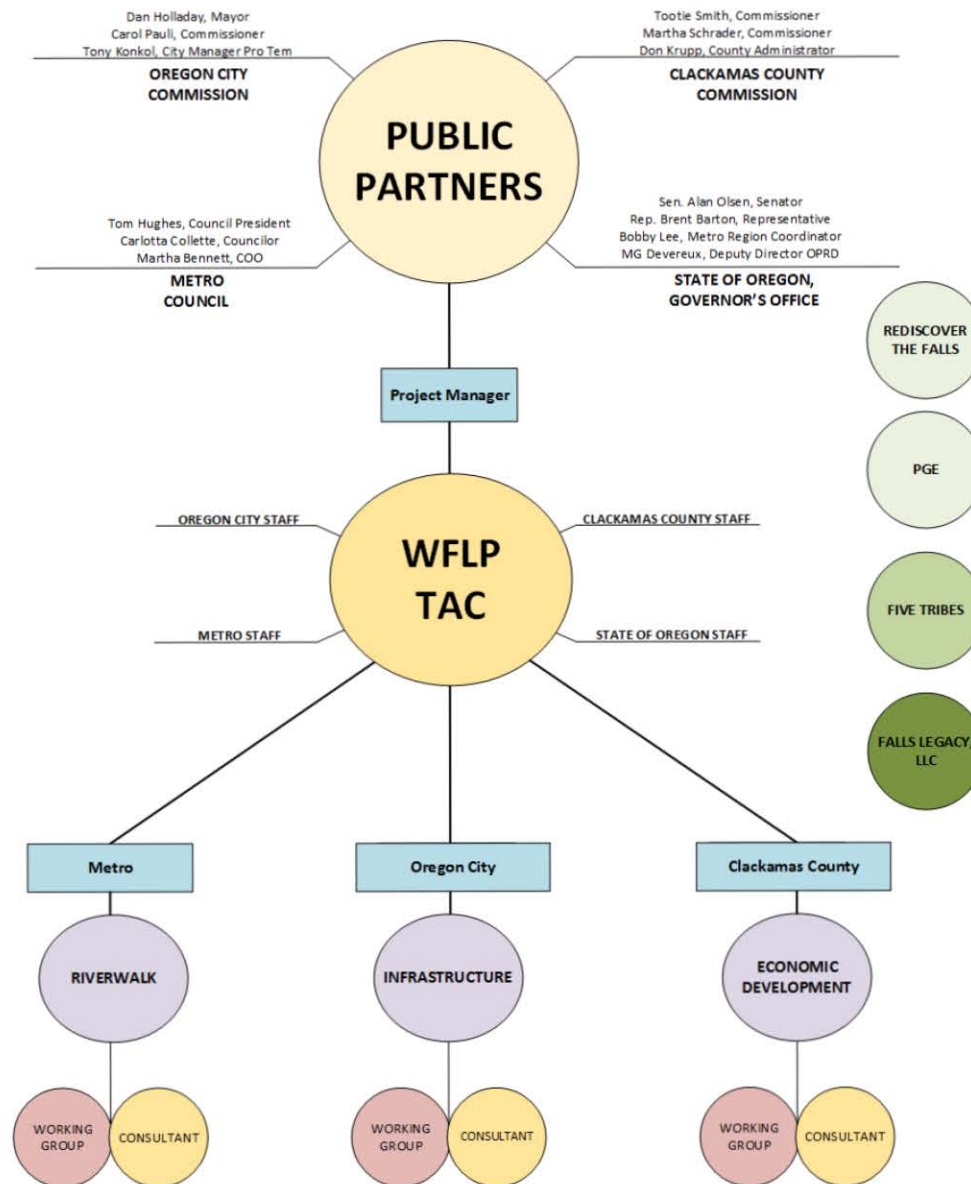 Dan Holladay, Mayor
Carol Pauli, Commissioner
Tony Konkol, City Manager Pro Tem
OREGON CITY
COMMISSION
Tootie Smith, Commissioner
Martha Schrader, Commissioner
Don Krupp, County Administrator
CLACKAMAS COUNTY
COMMISSION
PUBLIC
PARTNERS
Tom Hughes, Council President
Carlotta Collette, Councilor
Martha Bennett, COO
METRO
COUNCIL
Sen. Alan Olsen, Senator
Rep. Brent Barton, Representative
Bobby Lee, Metro Region Coordinator
MG Devereux, Deputy Director OPRD
STATE OF OREGON,
GOVERNOR'S OFFICE
REDISCOVER
THE FALLS
Project Manager
PGE
OREGON CITY STAFF
CLACKAMAS COUNTY STAFF
WFLP
TAC
METRO STAFF
STATE OF OREGON STAFF
FIVE TRIBES
FALLS LEGACY,
LLC
Metro
Oregon City
Clackamas County
RIVERWALK
INFRASTRUCTURE
ECONOMIC
DEVELOPMENT
WORKING
GROUP
CONSULTANT
WORKING
GROUP
CONSULTANT
WORKING
GROUP
CONSULTANT